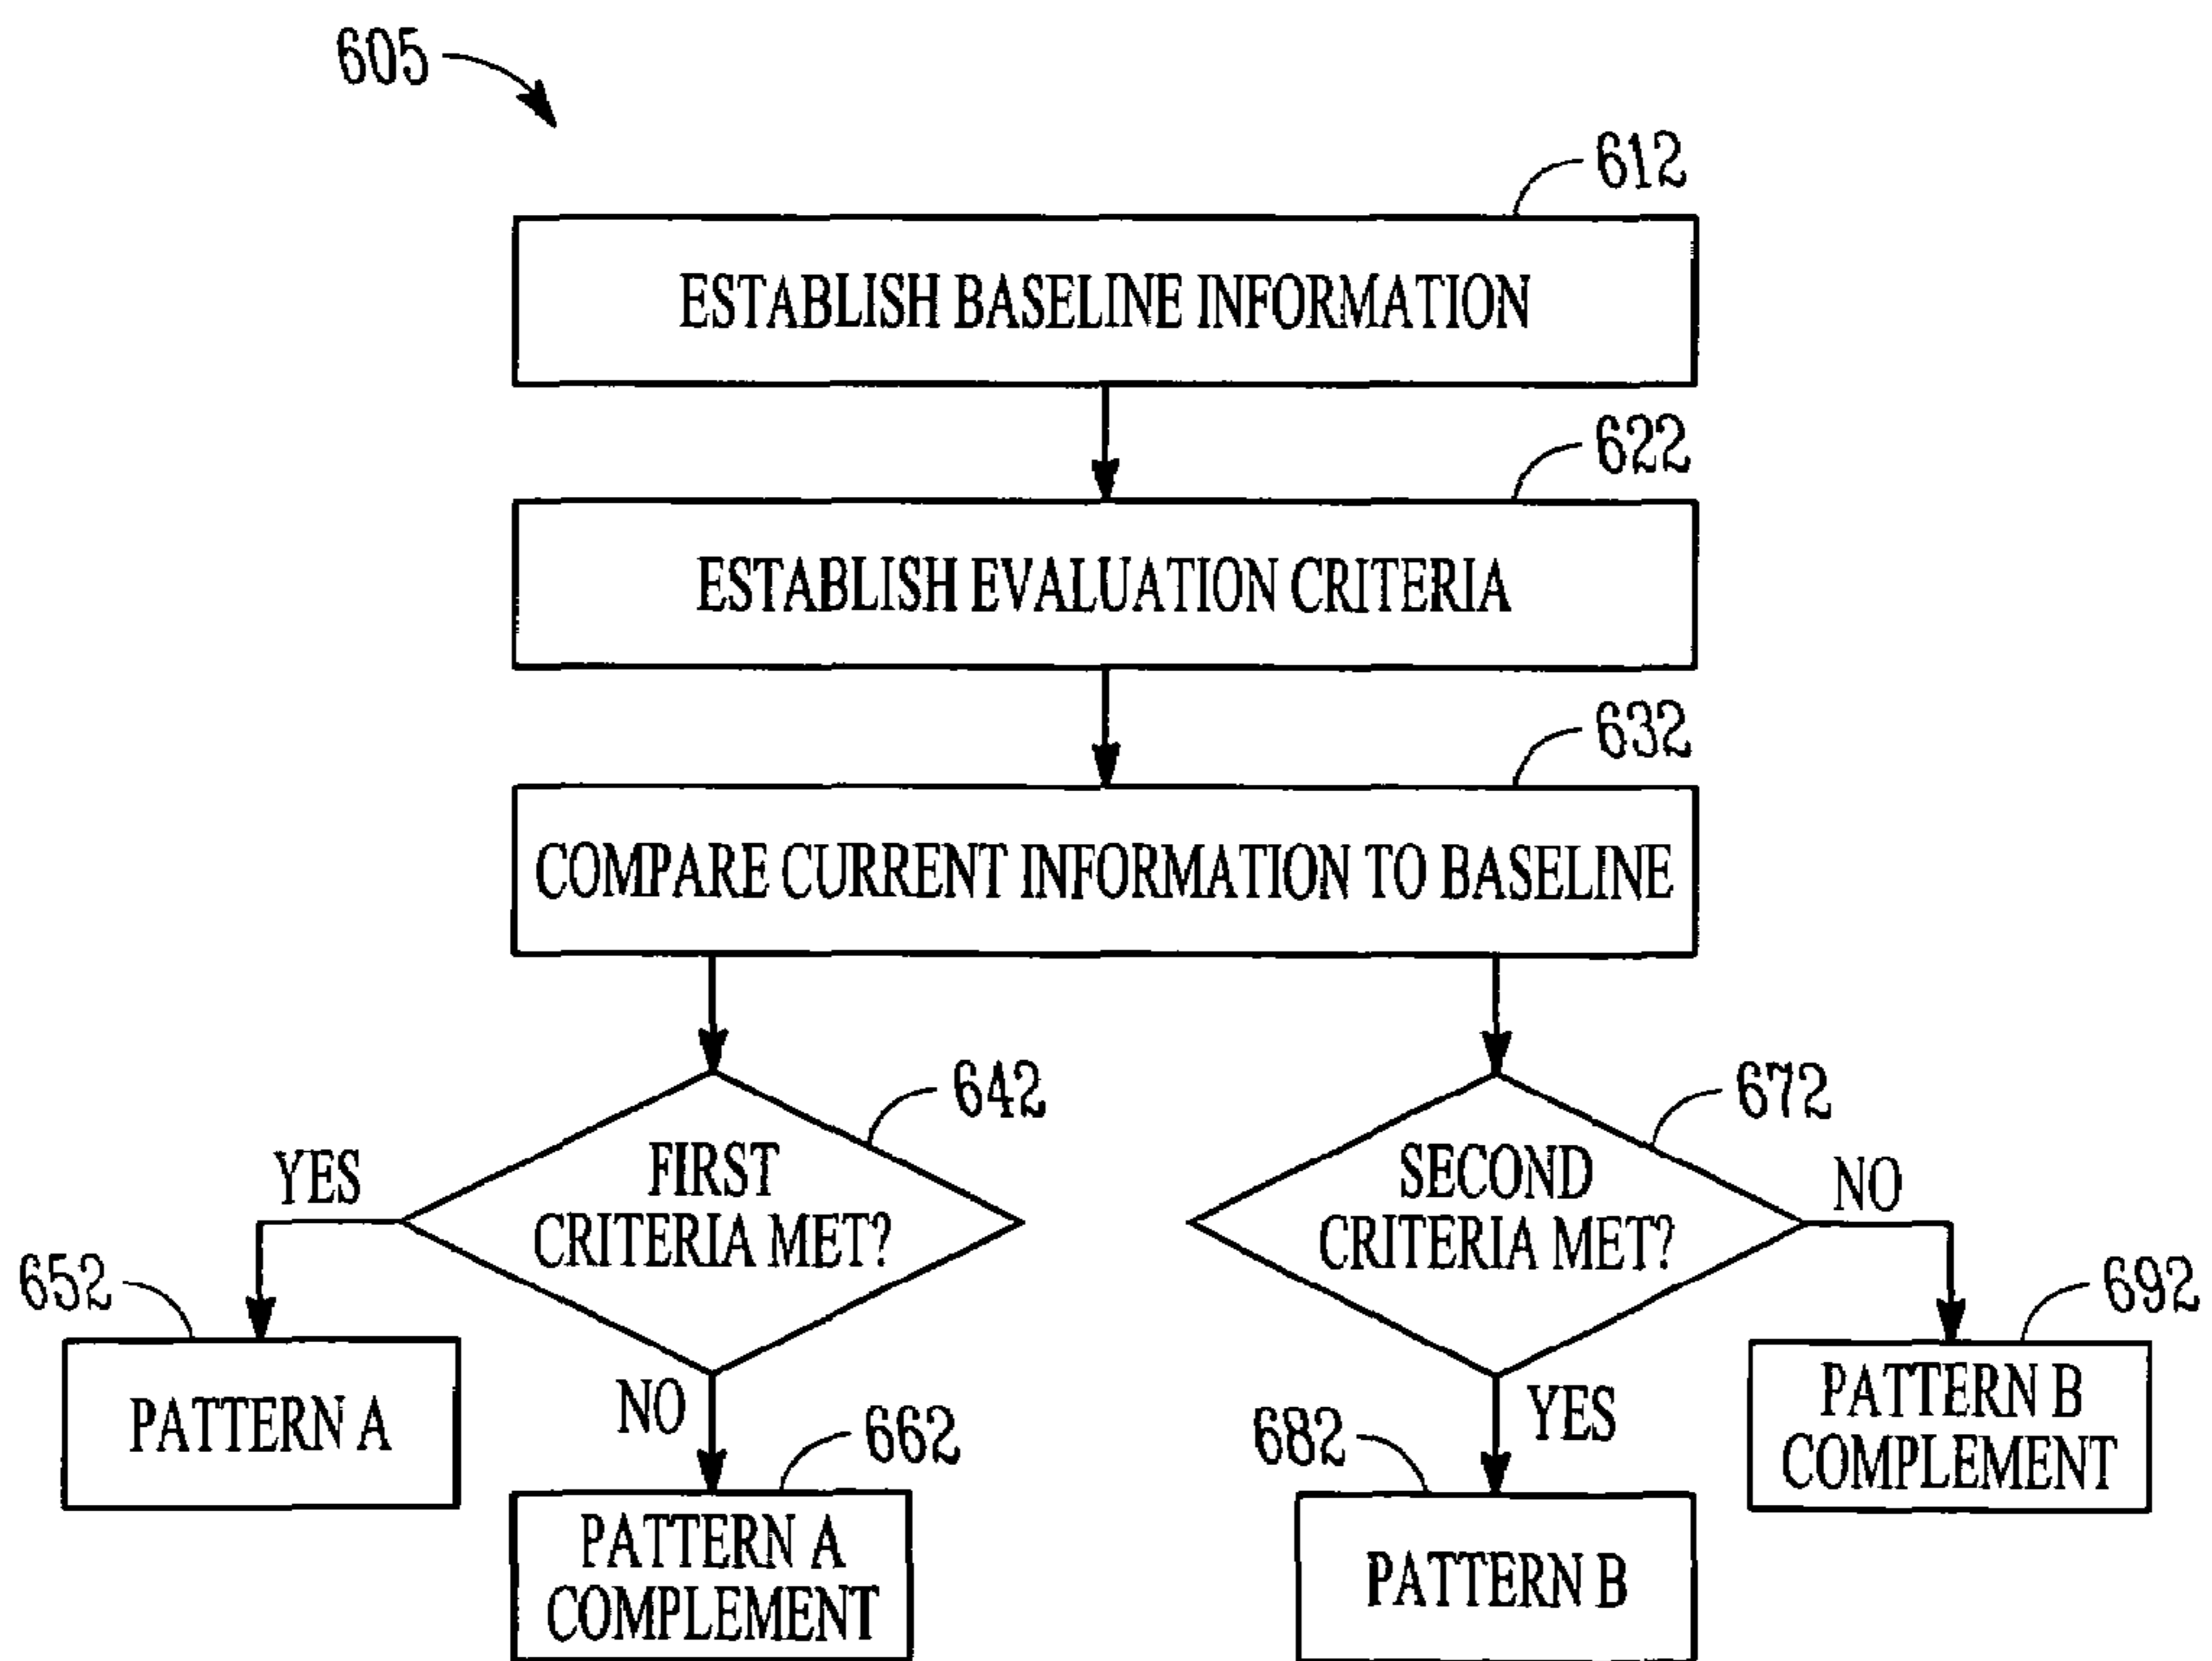 605
612
ESTABLISH BASELINE INFORMATION
622
ESTABLISH EVALUATION CRITERIA
632
COMPARE CURRENT INFORMATION TO BASELINE
642
FIRST
CRITERIA MET?
YES
NO
652
PATTERN A
662
PATTERN A
COMPLEMENT
672
SECOND
CRITERIA MET?
NO
YES
682
PATTERN B
692
PATTERN B
COMPLEMENT